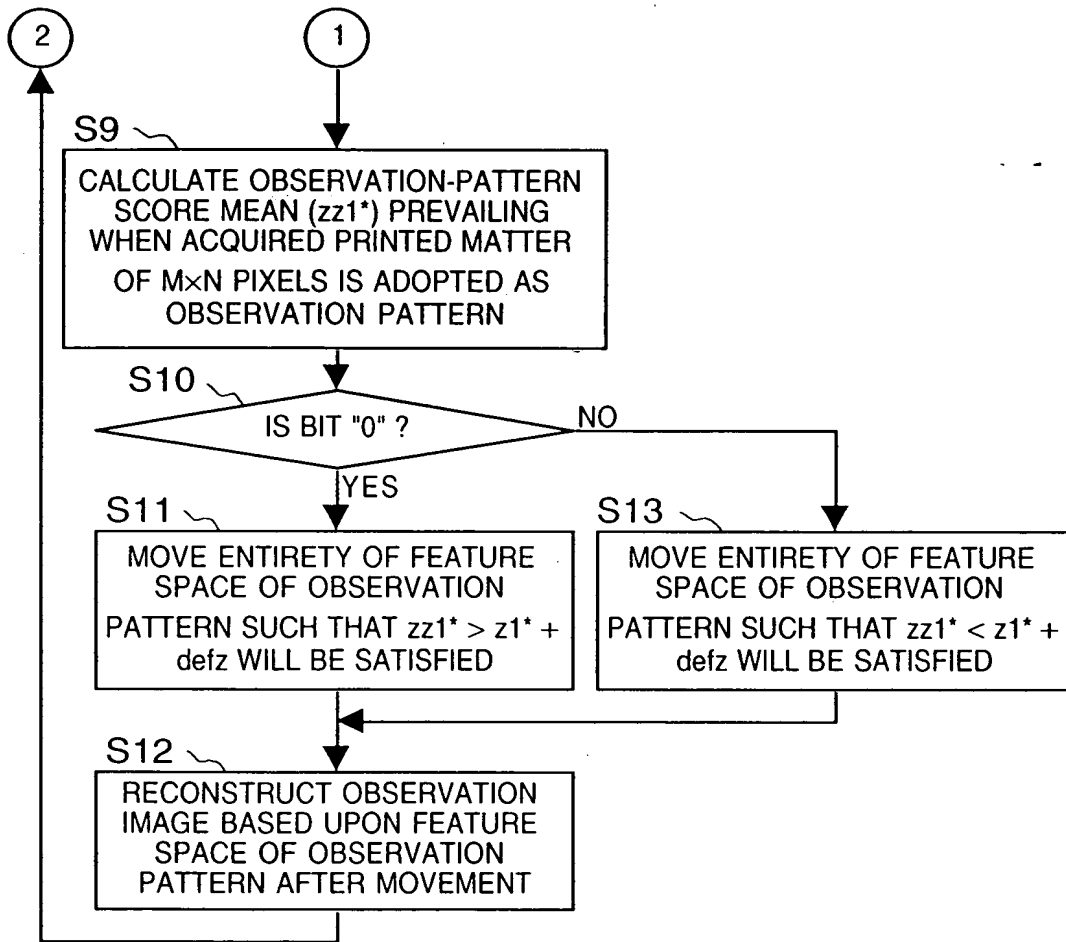 2
1
S9
CALCULATE OBSERVATION-PATTERN
SCORE MEAN (zz1*) PREVAILING
WHEN ACQUIRED PRINTED MATTER
OF M×N PIXELS IS ADOPTED AS
OBSERVATION PATTERN
S10
IS BIT "0" ?
NO
YES
S11
MOVE ENTIRETY OF FEATURE
SPACE OF OBSERVATION
PATTERN SUCH THAT zz1* > z1* +
defz WILL BE SATISFIED
S13
MOVE ENTIRETY OF FEATURE
SPACE OF OBSERVATION
PATTERN SUCH THAT zz1* < z1* +
defz WILL BE SATISFIED
S12
RECONSTRUCT OBSERVATION
IMAGE BASED UPON FEATURE
SPACE OF OBSERVATION
PATTERN AFTER MOVEMENT